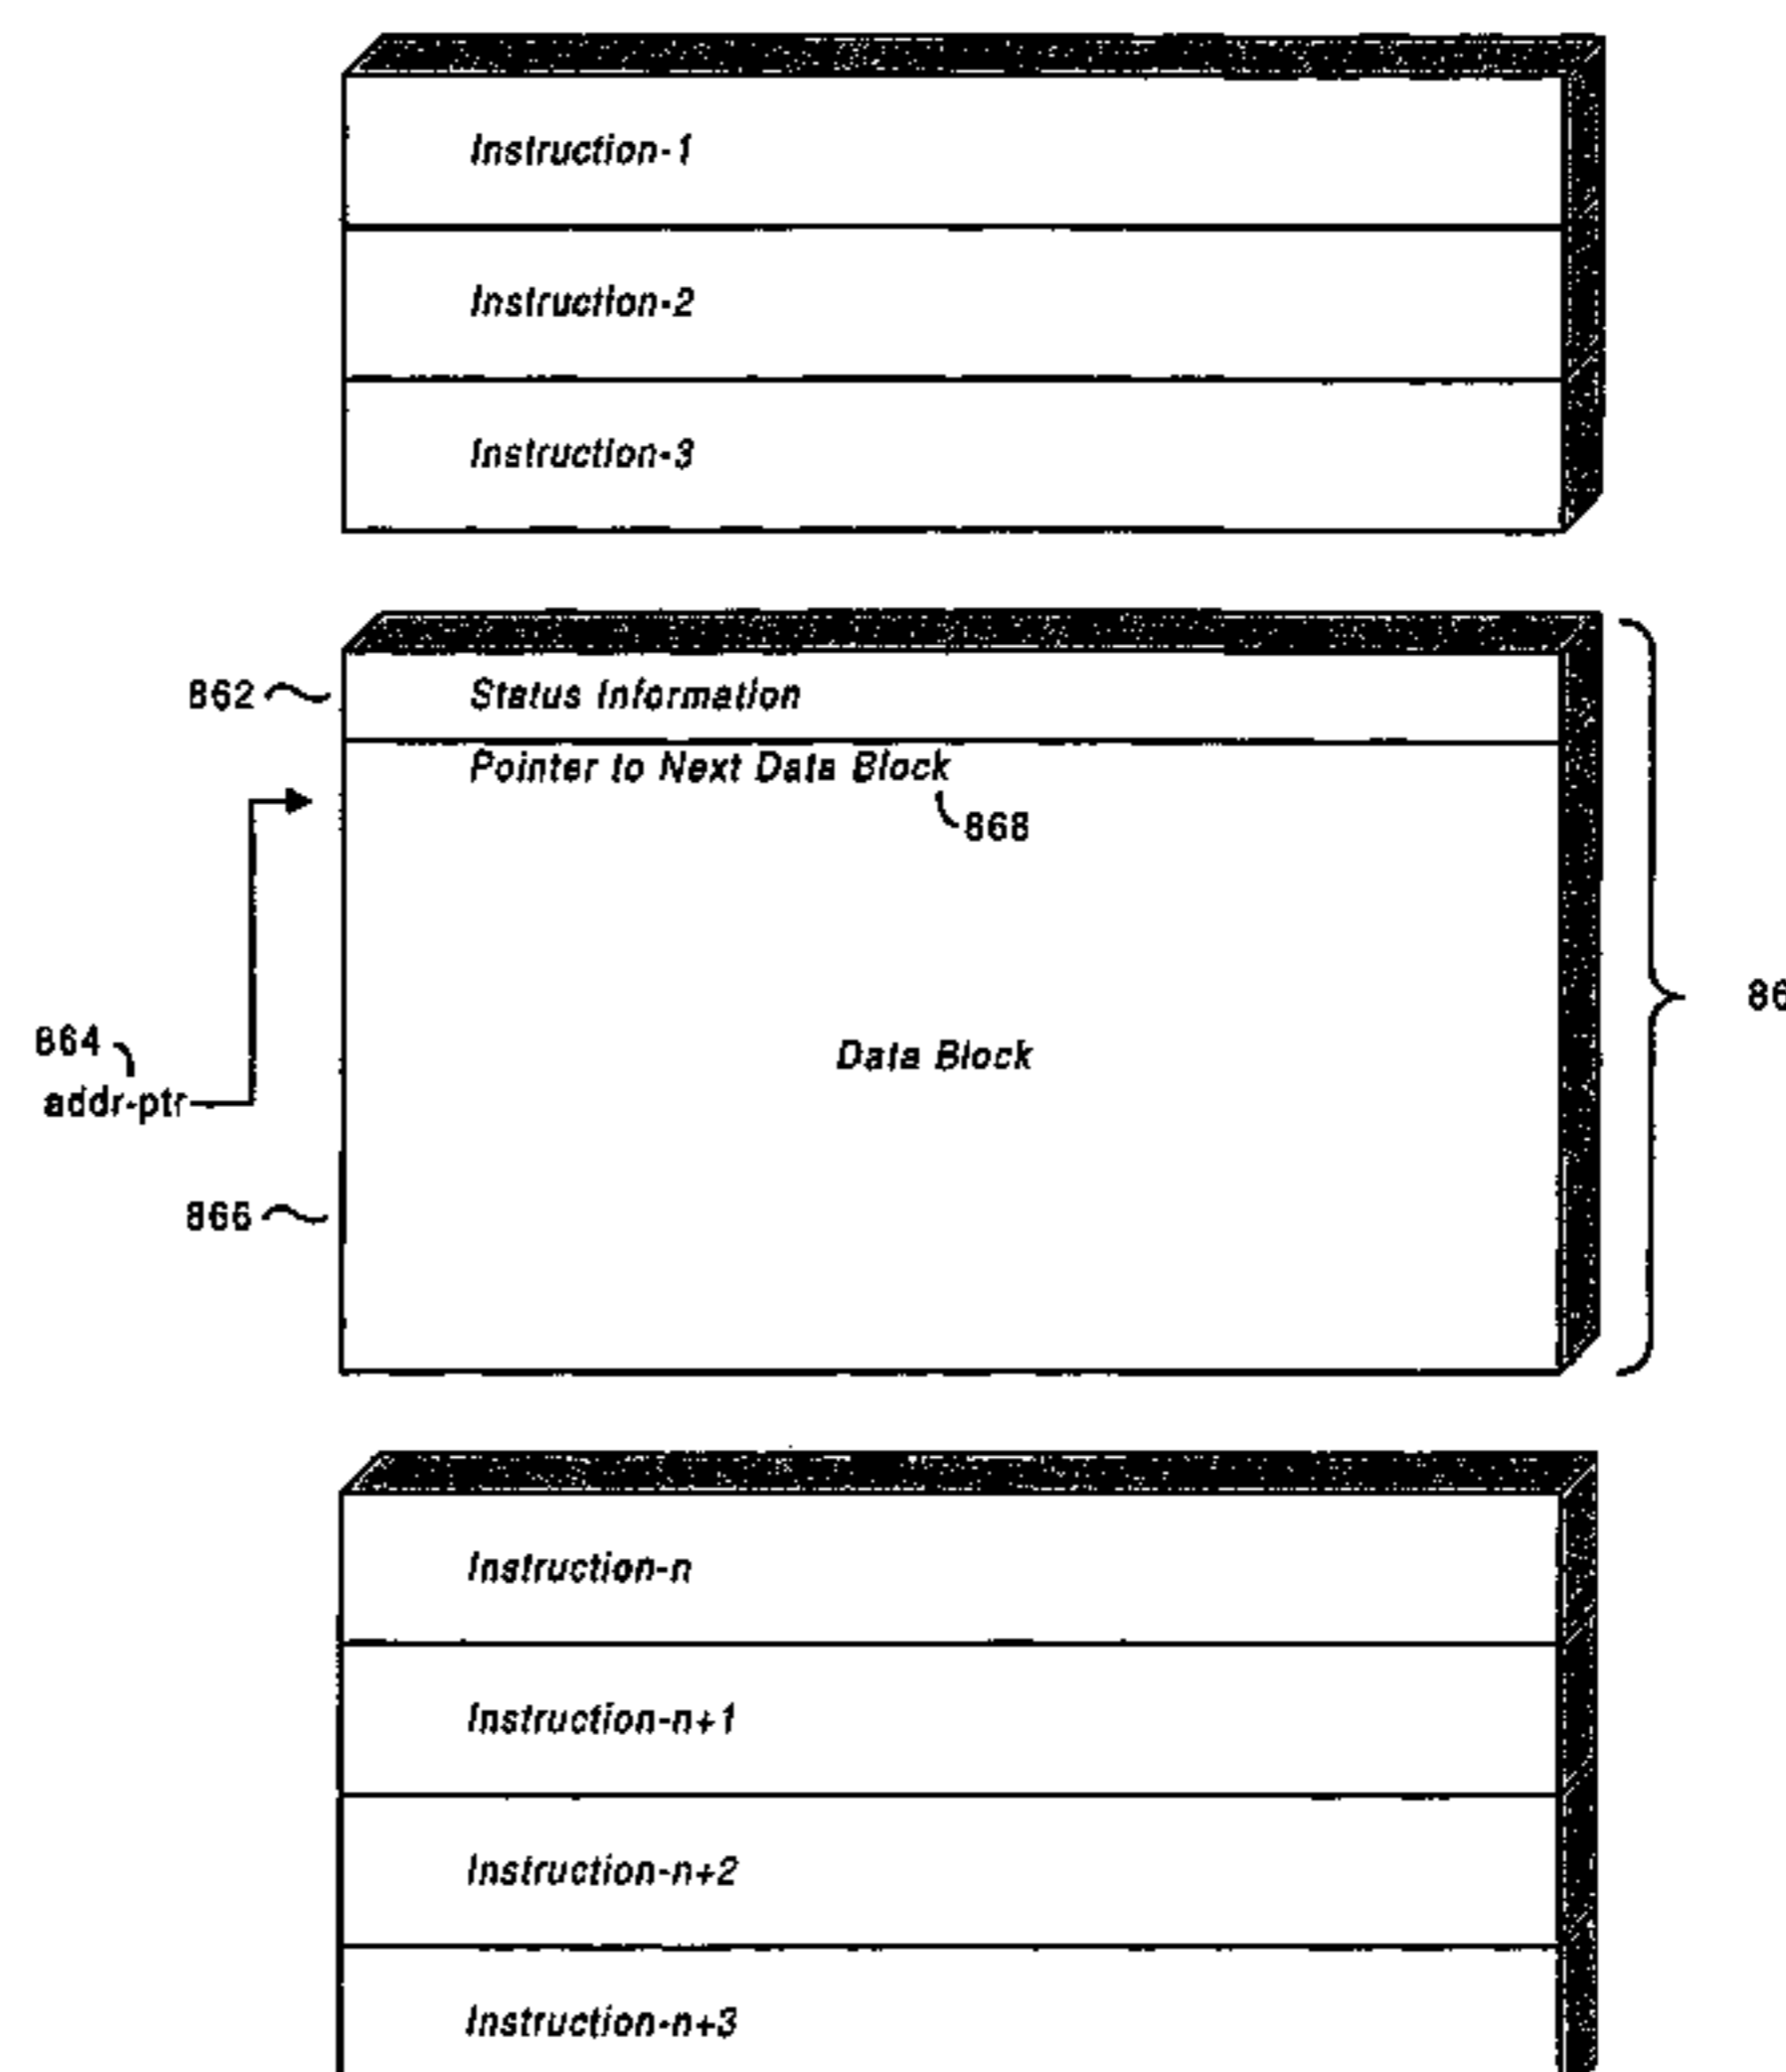 Instruction-1
Instruction-2
Instruction-3
862
Status Information
Pointer to Next Data Block
868
864
addr-ptr
Data Block
866
Instruction-n
Instruction-n+1
Instruction-n+2
Instruction-n+3